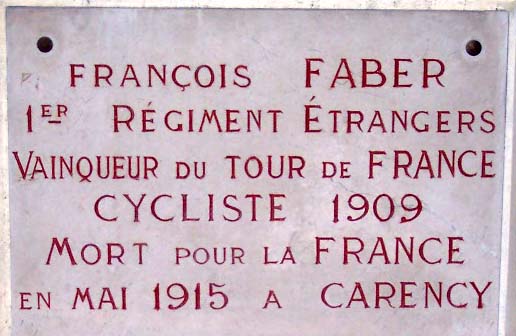 FRANÇOIS FABER
1ER RÉGIMENT ÉTRANGERS
VAINQUEUR DU TOUR DE FRANCE
CYCLISTE 1909
MORT POUR LA FRANCE
EN MAI 1915 A CARENCY